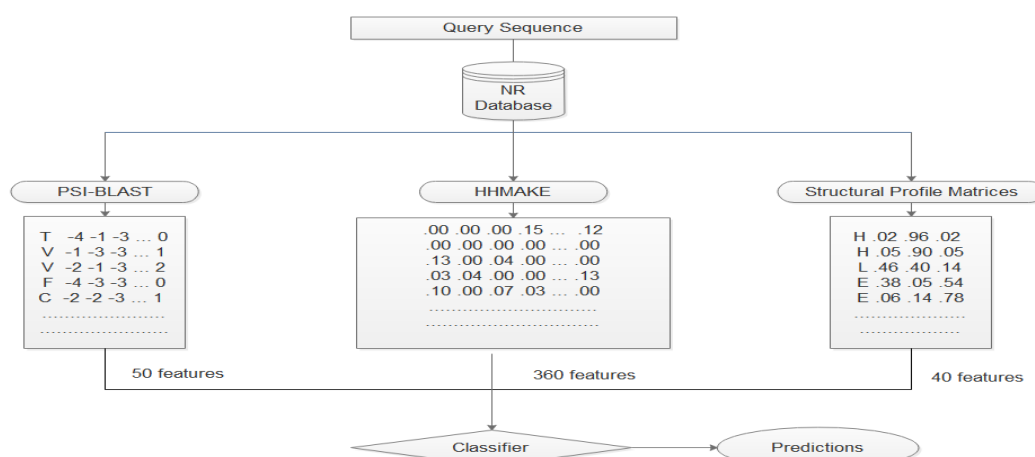 Query Sequence
NR
Database
PSI-BLAST
HHMAKE
Structural Profile Matrices
T -4 -1 -3 ... 0
V -1 -3 -3 ... 1
V -2 -1 -3 ... 2
F -4 -3 -3 ... 0
C -2 -2 -3 ... 1
.....................
.....................
.00 .00 .00 .15 ... .12
.00 .00 .00 .00 ... .00
.13 .00 .04 .00 ... .00
.03 .04 .00 .00 ... .13
.10 .00 .07 .03 ... .00
.............................
.............................
H .02 .96 .02
H .05 .90 .05
L .46 .40 .14
E .38 .05 .54
E .06 .14 .78
...................
.................
50 features
360 features
40 features
Classifier
Predictions